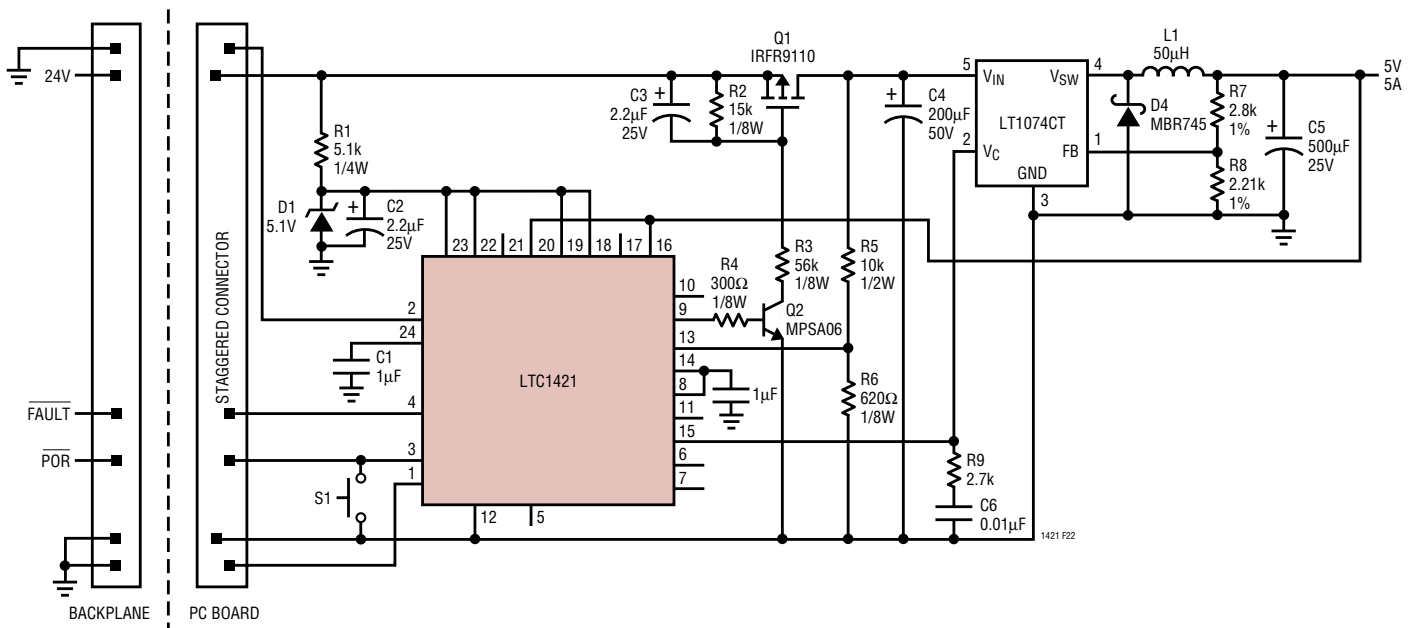 24V
FAULT
POR
BACKPLANE
STAGGERED CONNECTOR
PC BOARD
R1
5.1k
1/4W
D1
5.1V
+
C2
2.2µF
25V
C3
+
2.2µF
25V
R2
15k
1/8W
Q1
IRFR9110
+
C4
200µF
50V
5
VIN
VSW
4
LT1074CT
2
VC
FB
1
GND
3
L1
50µH
D4
MBR745
R7
2.8k
1%
R8
2.21k
1%
+
C5
500µF
25V
5V
5A
23
22
21
20
19
18
17
16
2
24
4
3
1
12
5
LTC1421
10
9
13
14
8
11
15
6
7
C1
1µF
S1
R4
300Ω
1/8W
R3
56k
1/8W
Q2
MPSA06
R5
10k
1/2W
R6
620Ω
1/8W
1µF
R9
2.7k
C6
0.01µF
1421 F22